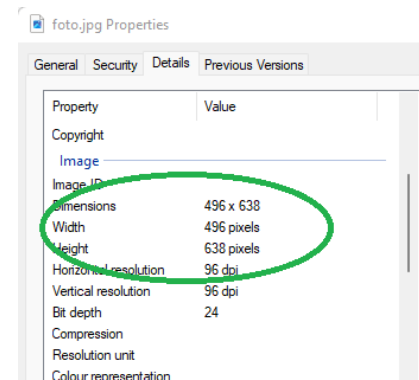 foto.jpg Properties
General Security Details Previous Versions
Property Value
Copyright
Image
Image ID
Dimensions 496 x 638
Width 496 pixels
Height 638 pixels
Horizontal resolution 96 dpi
Vertical resolution 96 dpi
Bit depth 24
Compression
Resolution unit
Colour representation